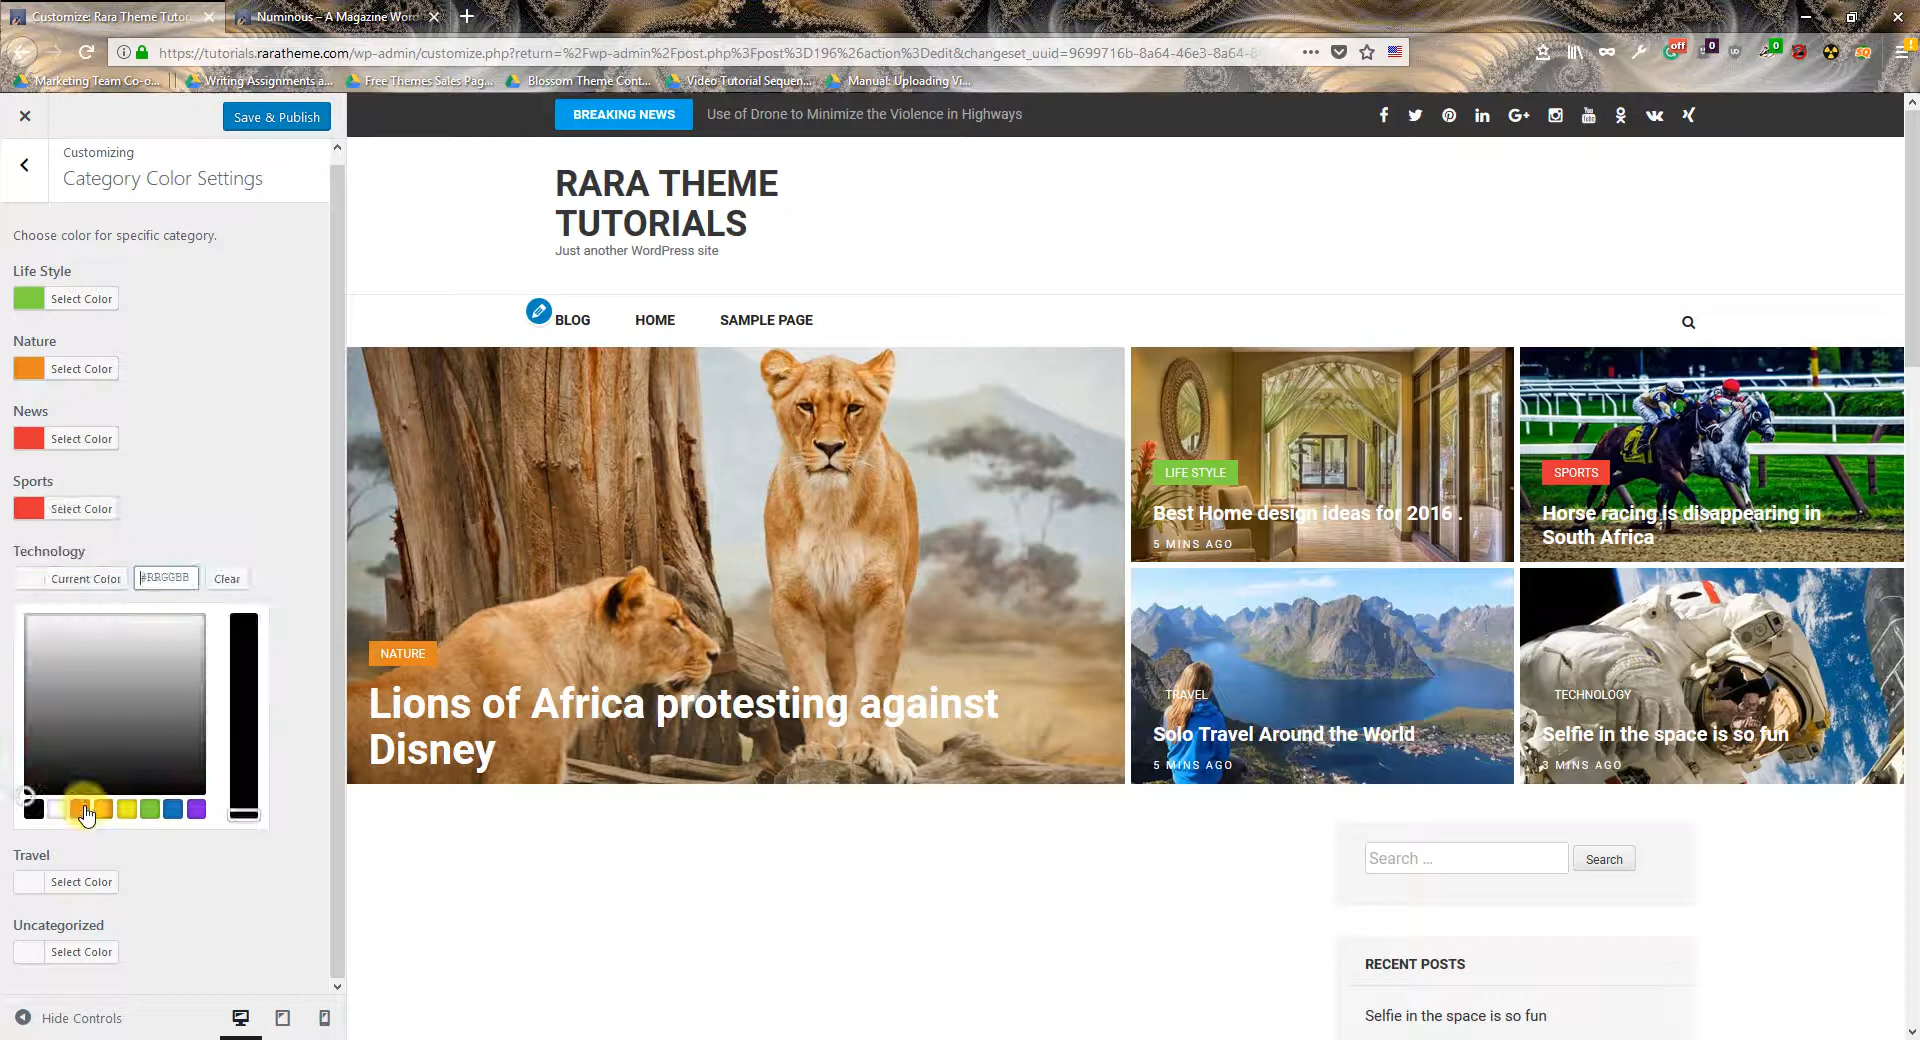 Customize: Rara Theme Tutor
Numinous – A Magazine Wor
https://tutorials.raratheme.com/wp-admin/customize.php?return=%2Fwp-admin%2Fpost.php%3Fpost%3D196%26action%3Dedit&changeset_uuid=9699716b-8a64-46e3-8a64-8
off
0
0
Marketing Team Co-o...
Writing Assignments a...
Free Themes Sales Pag...
Blossom Theme Cont...
Video Tutorial Sequen...
Manual: Uploading Vi...
Save & Publish
Customizing
Category Color Settings
Choose color for specific category.
Life Style
Select Color
Nature
Select Color
News
Select Color
Sports
Select Color
Technology
Current Color
#RRGGBB
Clear
Travel
Select Color
Uncategorized
Select Color
Hide Controls
BREAKING NEWS
Use of Drone to Minimize the Violence in Highways
RARA THEME
TUTORIALS
Just another WordPress site
BLOG
HOME
SAMPLE PAGE
NATURE
Lions of Africa protesting against
Disney
LIFE STYLE
Best Home design ideas for 2016 .
5 MINS AGO
SPORTS
Horse racing is disappearing in
South Africa
TRAVEL
Solo Travel Around the World
5 MINS AGO
TECHNOLOGY
Selfie in the space is so fun
3 MINS AGO
Search ...
Search
RECENT POSTS
Selfie in the space is so fun